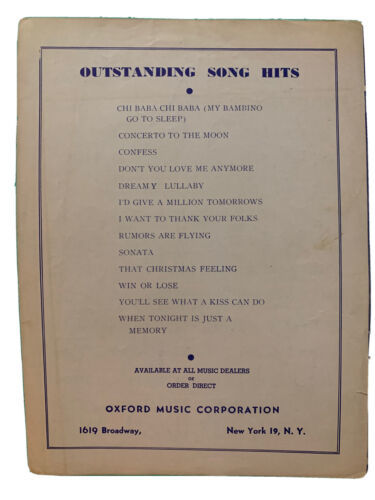 OUTSTANDING SONG HITS
CHI BABA CHI BABA (MY BAMBINO
GO TO SLEEP)
CONCERTO TO THE MOON
CONFESS
DON'T YOU LOVE ME ANYMORE
DREAMY LULLABY
I'D GIVE A MILLION TOMORROWS
I WANT TO THANK YOUR FOLKS
RUMORS ARE FLYING
SONATA
THAT CHRISTMAS FEELING
WIN OR LOSE
YOU'LL SEE WHAT A KISS CAN DO
WHEN TONIGHT IS JUST A
MEMORY
AVAILABLE AT ALL MUSIC DEALERS
OR
ORDER DIRECT
OXFORD MUSIC CORPORATION
1619 Broadway, New York 19, N. Y.